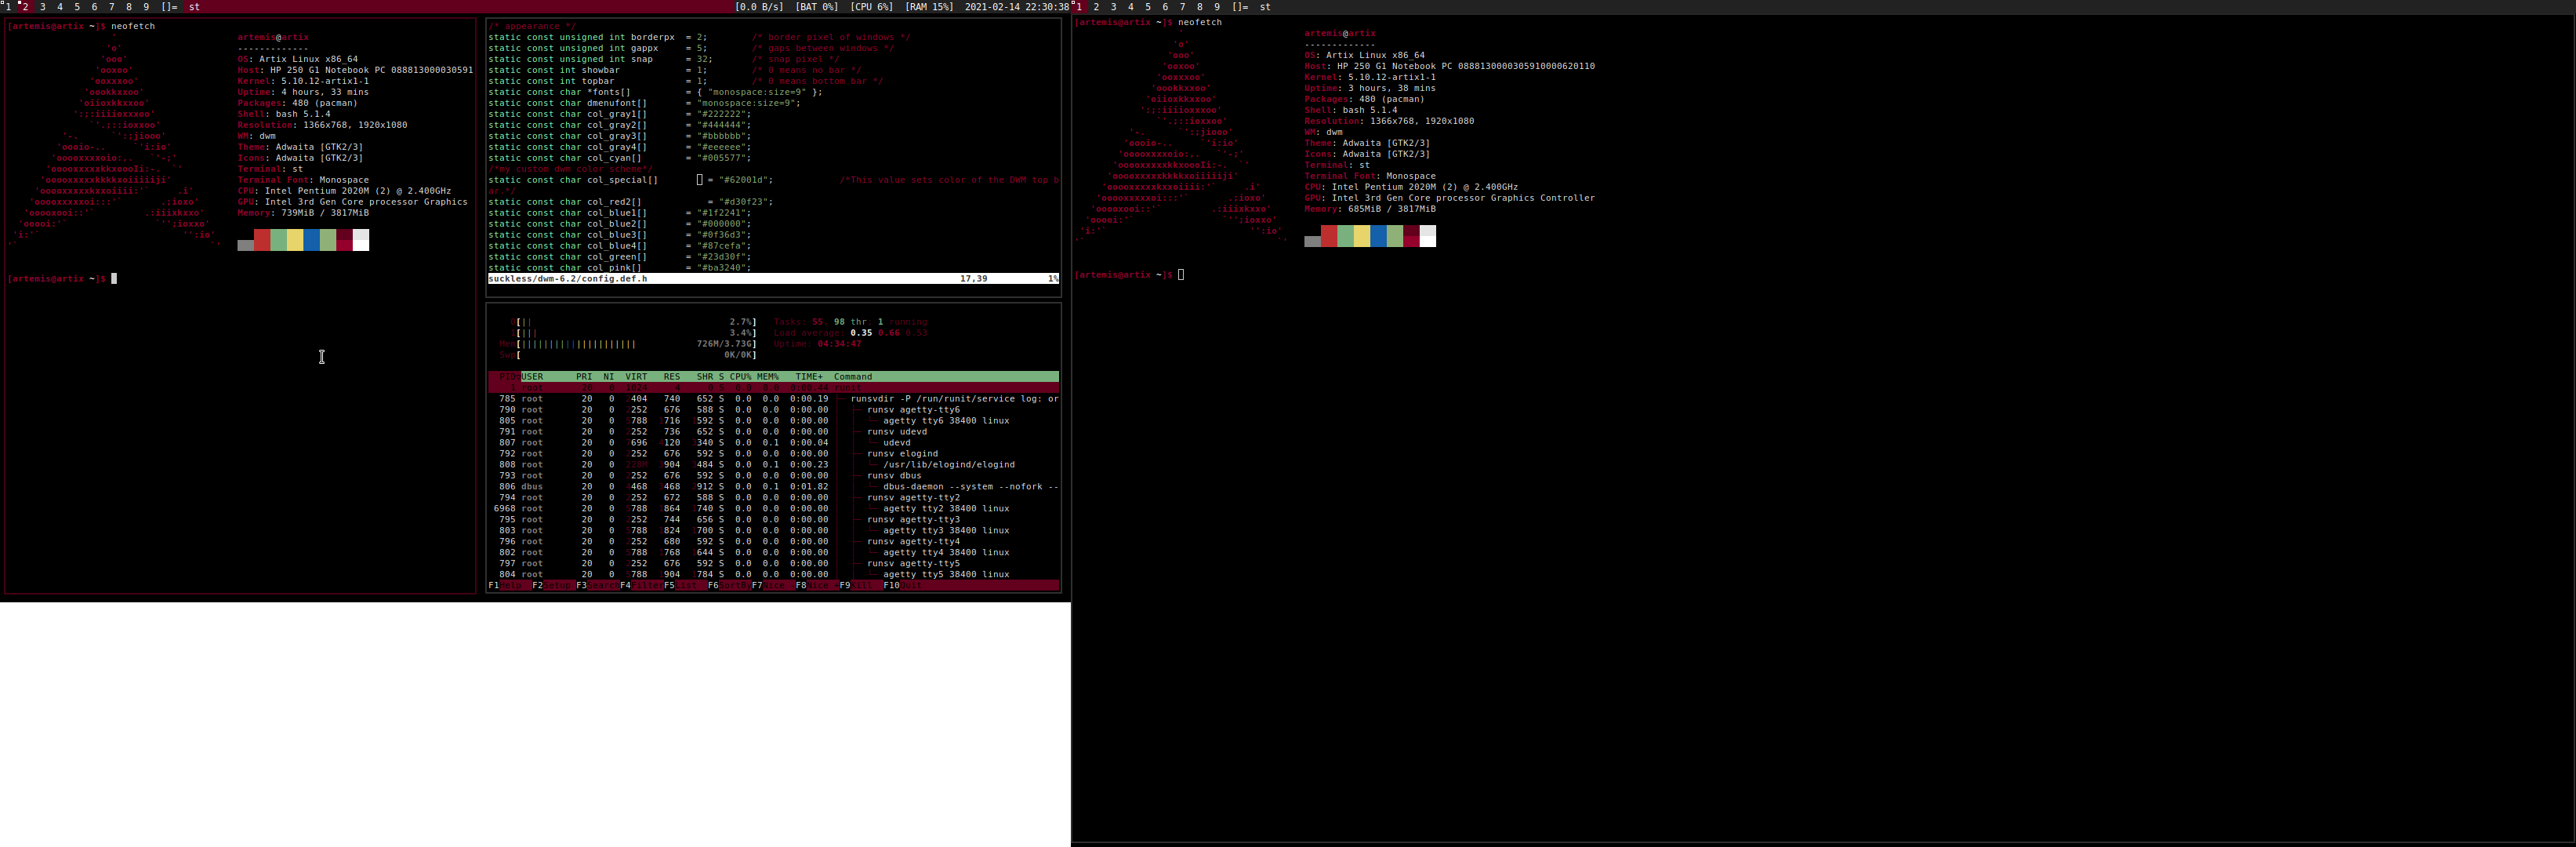 1 2 3 4 5 6 7 8 9 []= st [0.0 B/s] [BAT 0%] [CPU 6%] [RAM 15%] 2021-02-14 22:30:38
[artemis@artix ~]$ neofetch
artemis@artix
-------------
OS: Artix Linux x86_64
Host: HP 250 G1 Notebook PC 088813000030591
Kernel: 5.10.12-artix1-1
Uptime: 4 hours, 33 mins
Packages: 480 (pacman)
Shell: bash 5.1.4
Resolution: 1366x768, 1920x1080
WM: dwm
Theme: Adwaita [GTK2/3]
Icons: Adwaita [GTK2/3]
Terminal: st
Terminal Font: Monospace
CPU: Intel Pentium 2020M (2) @ 2.400GHz
GPU: Intel 3rd Gen Core processor Graphics
Memory: 739MiB / 3817MiB
[artemis@artix ~]$
/* appearance */
static const unsigned int borderpx = 2; /* border pixel of windows */
static const unsigned int gappx = 5; /* gaps between windows */
static const unsigned int snap = 32; /* snap pixel */
static const int showbar = 1; /* 0 means no bar */
static const int topbar = 1; /* 0 means bottom bar */
static const char *fonts[] = { "monospace:size=9" };
static const char dmenufont[] = "monospace:size=9";
static const char col_gray1[] = "#222222";
static const char col_gray2[] = "#444444";
static const char col_gray3[] = "#bbbbbb";
static const char col_gray4[] = "#eeeeee";
static const char col_cyan[] = "#005577";
/*my custom dwm color scheme*/
static const char col_special[] = "#62001d"; /*This value sets color of the DWM top b
ar.*/
static const char col_red2[] = "#d30f23";
static const char col_blue1[] = "#1f2241";
static const char col_blue2[] = "#000000";
static const char col_blue3[] = "#0f36d3";
static const char col_blue4[] = "#87cefa";
static const char col_green[] = "#23d30f";
static const char col_pink[] = "#ba3240";
suckless/dwm-6.2/config.def.h 17,39 1%
0[|| 2.7%] Tasks: 55, 98 thr; 1 running
1[||| 3.4%] Load average: 0.35 0.66 0.53
Mem[||||||||||||||||||||| 726M/3.73G] Uptime: 04:34:47
Swp[ 0K/0K]
PID USER PRI NI VIRT RES SHR S CPU% MEM% TIME+ Command
1 root 20 0 1024 4 0 S 0.0 0.0 0:00.44 runit
785 root 20 0 2404 740 652 S 0.0 0.0 0:00.19 runsvdir -P /run/runit/service log: or
790 root 20 0 2252 676 588 S 0.0 0.0 0:00.00 runsv agetty-tty6
805 root 20 0 5788 1716 1592 S 0.0 0.0 0:00.00 agetty tty6 38400 linux
791 root 20 0 2252 736 652 S 0.0 0.0 0:00.00 runsv udevd
807 root 20 0 7696 4120 3340 S 0.0 0.1 0:00.04 udevd
792 root 20 0 2252 676 592 S 0.0 0.0 0:00.00 runsv elogind
808 root 20 0 228M 3904 3484 S 0.0 0.1 0:00.23 /usr/lib/elogind/elogind
793 root 20 0 2252 676 592 S 0.0 0.0 0:00.00 runsv dbus
806 dbus 20 0 4468 3468 2912 S 0.0 0.1 0:01.82 dbus-daemon --system --nofork --
794 root 20 0 2252 672 588 S 0.0 0.0 0:00.00 runsv agetty-tty2
6968 root 20 0 5788 1864 1740 S 0.0 0.0 0:00.00 agetty tty2 38400 linux
795 root 20 0 2252 744 656 S 0.0 0.0 0:00.00 runsv agetty-tty3
803 root 20 0 5788 1824 1700 S 0.0 0.0 0:00.00 agetty tty3 38400 linux
796 root 20 0 2252 680 592 S 0.0 0.0 0:00.00 runsv agetty-tty4
802 root 20 0 5788 1768 1644 S 0.0 0.0 0:00.00 agetty tty4 38400 linux
797 root 20 0 2252 676 592 S 0.0 0.0 0:00.00 runsv agetty-tty5
804 root 20 0 5788 1904 1784 S 0.0 0.0 0:00.00 agetty tty5 38400 linux
F1Help F2Setup F3Search F4Filter F5List F6SortBy F7Nice - F8Nice + F9Kill F10Quit
1 2 3 4 5 6 7 8 9 []= st
[artemis@artix ~]$ neofetch
artemis@artix
-------------
OS: Artix Linux x86_64
Host: HP 250 G1 Notebook PC 0888130000305910000620110
Kernel: 5.10.12-artix1-1
Uptime: 3 hours, 38 mins
Packages: 480 (pacman)
Shell: bash 5.1.4
Resolution: 1366x768, 1920x1080
WM: dwm
Theme: Adwaita [GTK2/3]
Icons: Adwaita [GTK2/3]
Terminal: st
Terminal Font: Monospace
CPU: Intel Pentium 2020M (2) @ 2.400GHz
GPU: Intel 3rd Gen Core processor Graphics Controller
Memory: 685MiB / 3817MiB
[artemis@artix ~]$